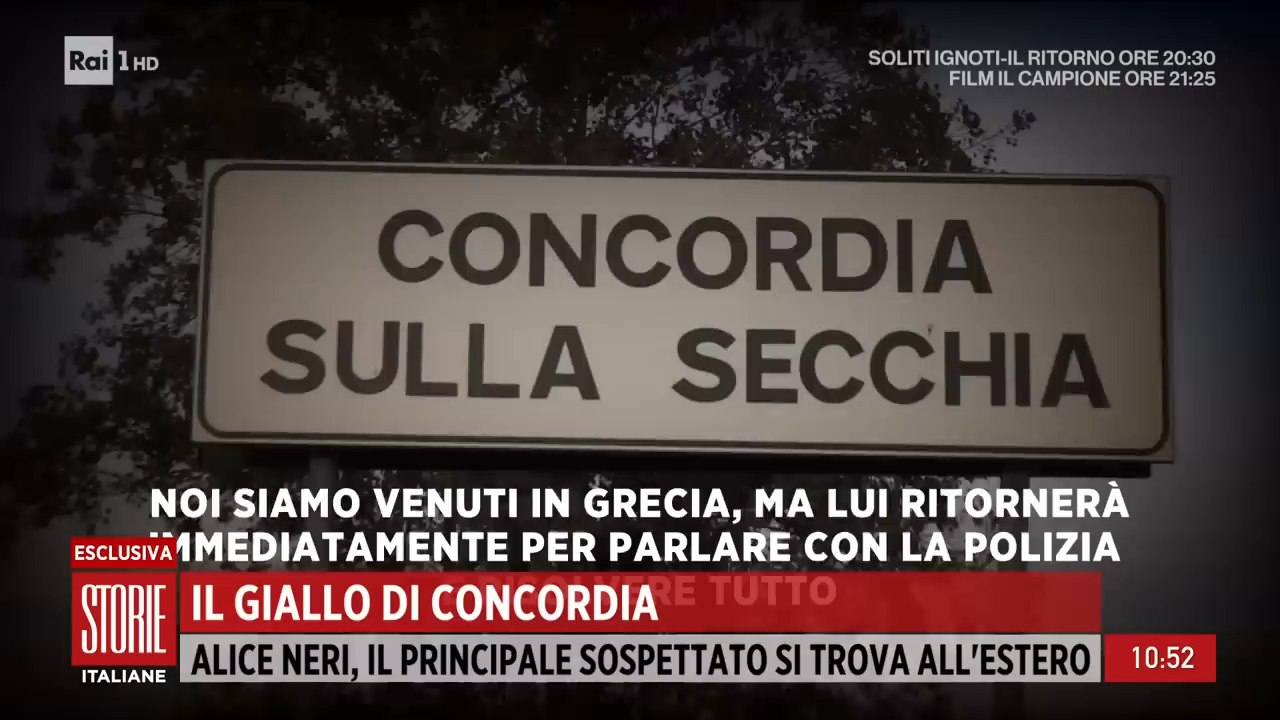 Rai 1 HD
SOLITI IGNOTI-IL RITORNO ORE 20:30
FILM IL CAMPIONE ORE 21:25
CONCORDIA
SULLA SECCHIA
NOI SIAMO VENUTI IN GRECIA, MA LUI RITORNERÀ
IMMEDIATAMENTE PER PARLARE CON LA POLIZIA
TUTTO
ESCLUSIVA
STORIE
ITALIANE
IL GIALLO DI CONCORDIA
ALICE NERI, IL PRINCIPALE SOSPETTATO SI TROVA ALL'ESTERO
10:52